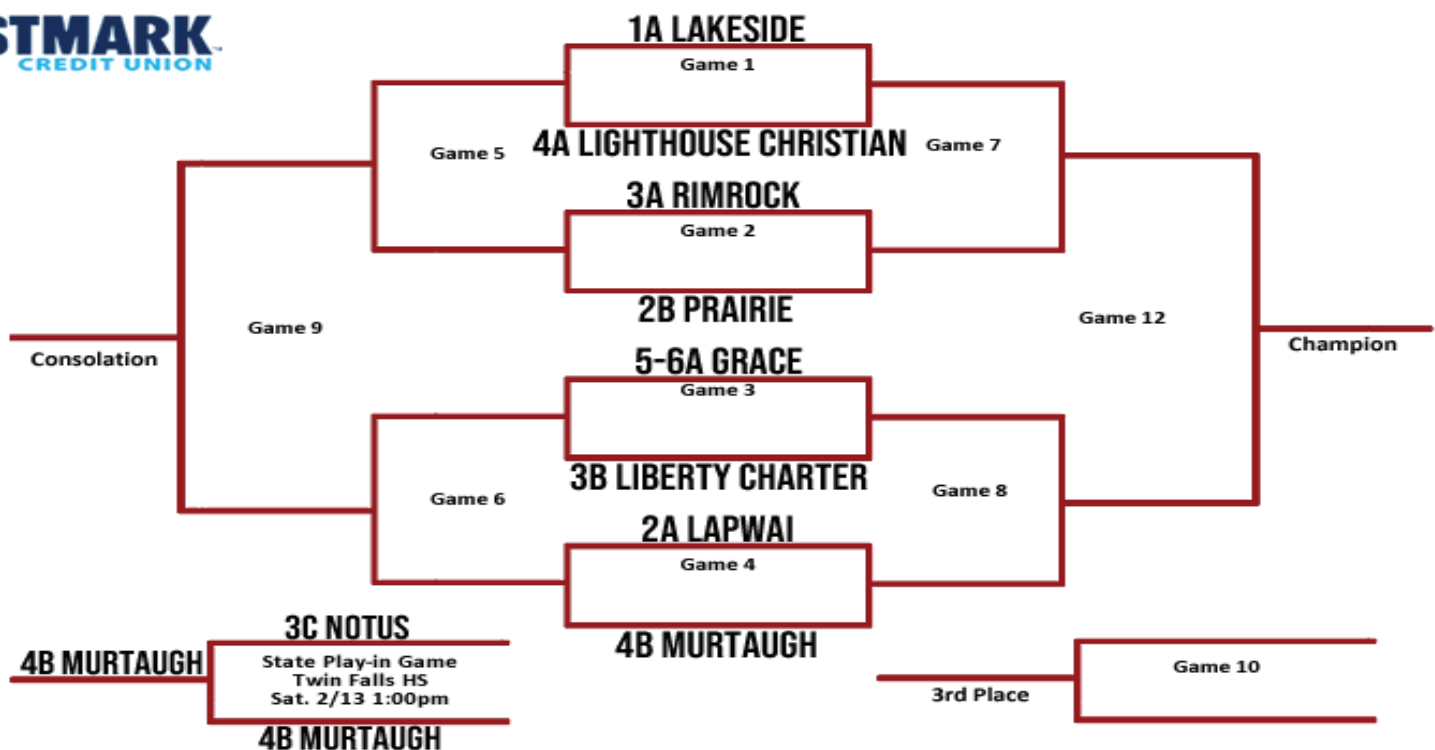 STMARK
CREDIT UNION
1A LAKESIDE
Game 1
4A LIGHTHOUSE CHRISTIAN
Game 5
Game 7
3A RIMROCK
Game 2
2B PRAIRIE
Game 9
Game 12
Consolation
Champion
5-6A GRACE
Game 3
3B LIBERTY CHARTER
Game 6
Game 8
2A LAPWAI
Game 4
4B MURTAUGH
3C NOTUS
4B MURTAUGH
State Play-in Game
Twin Falls HS
Sat. 2/13 1:00pm
4B MURTAUGH
3rd Place
Game 10